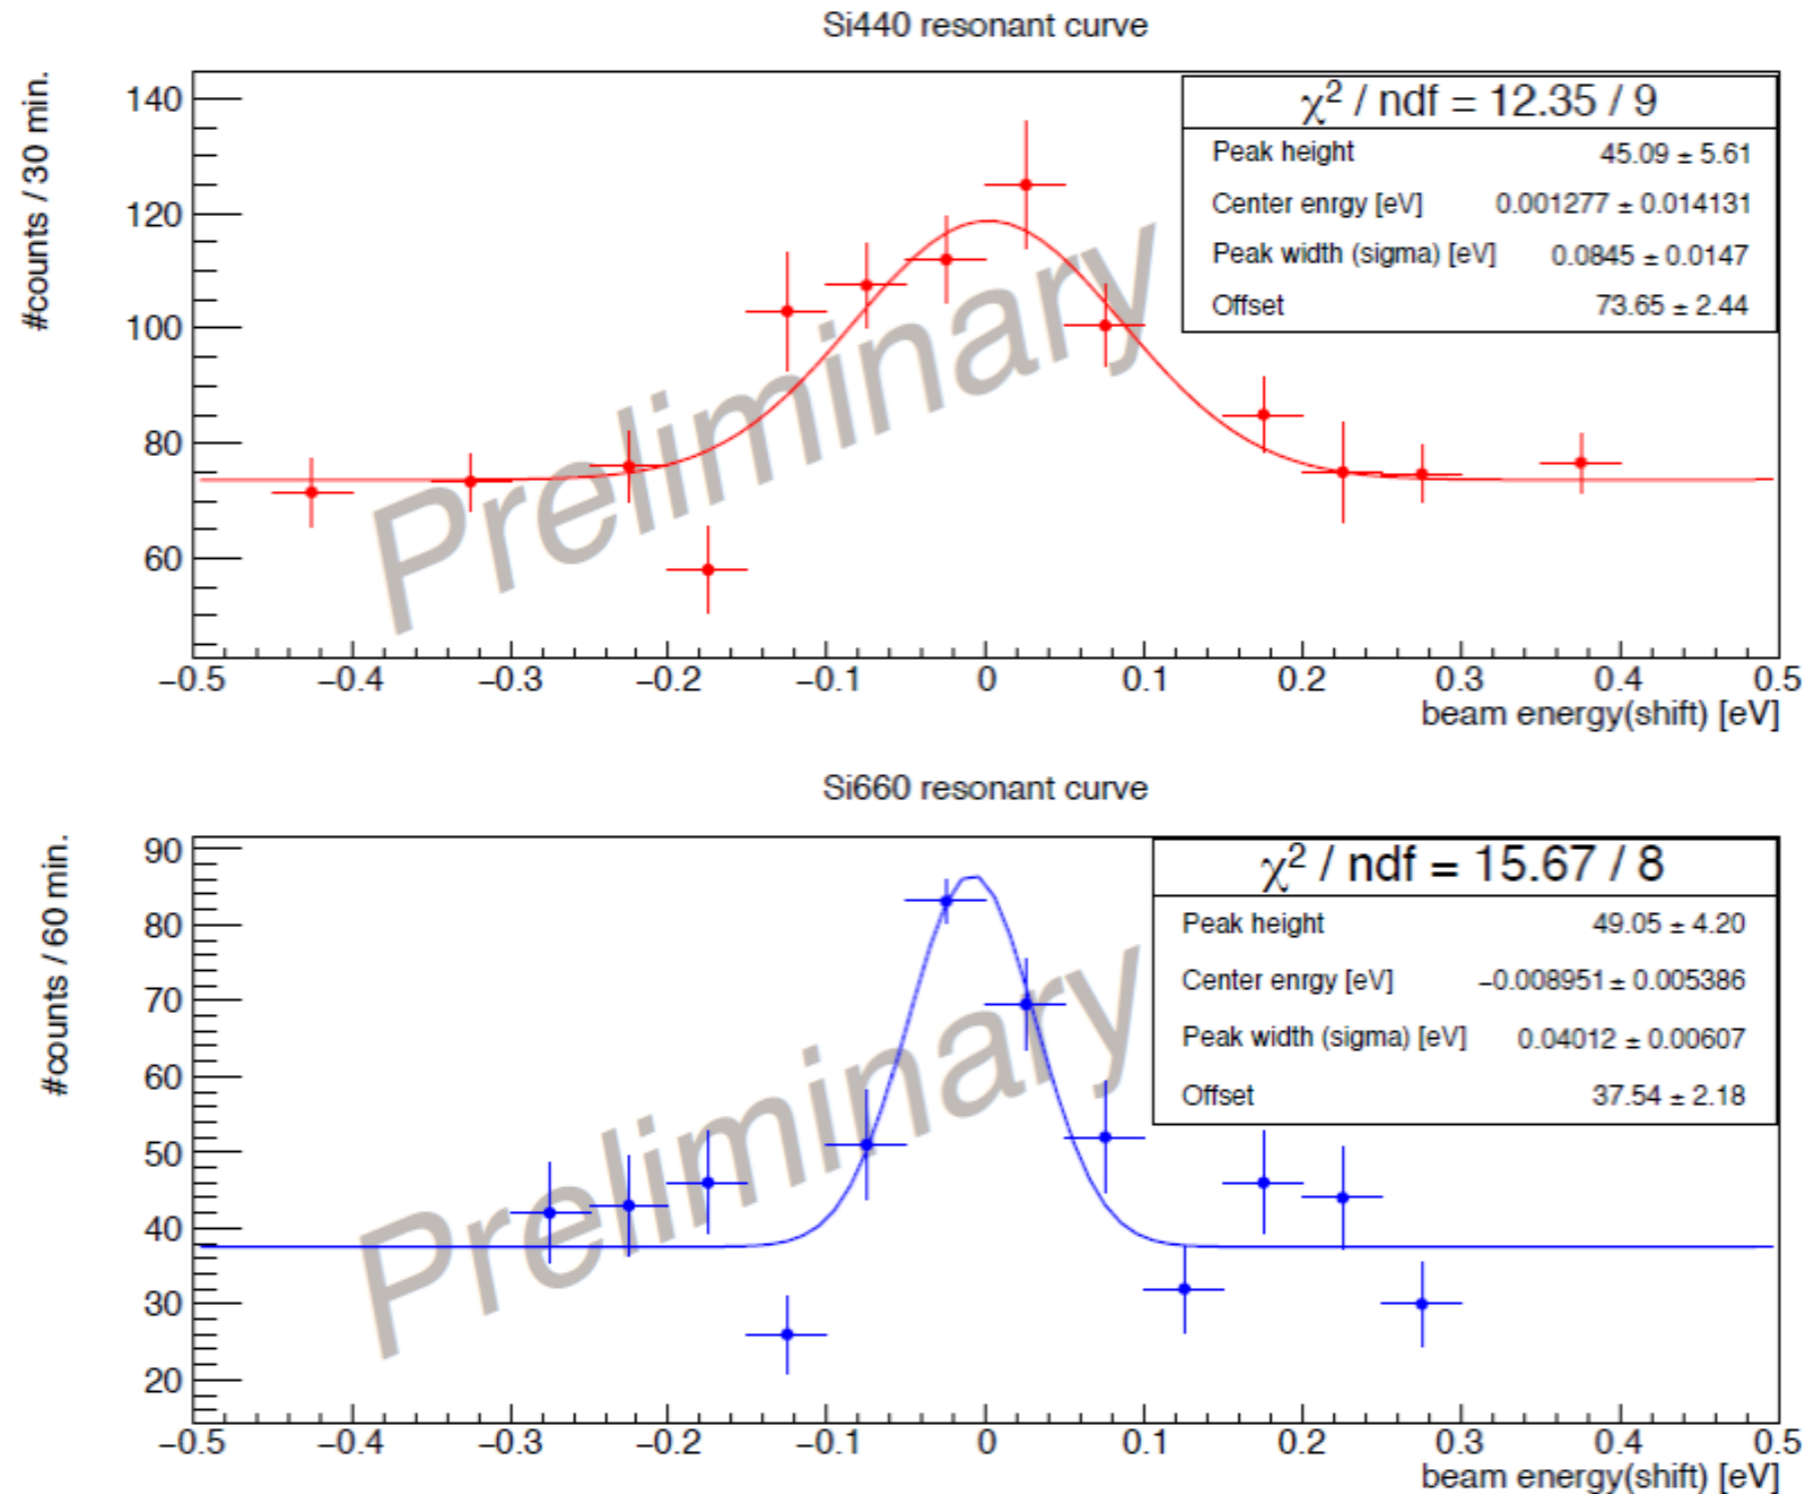 Si440 resonant curve
#counts / 30 min.
140
120
100
80
60
χ² / ndf = 12.35 / 9
Peak height 45.09 ± 5.61
Center enrgy [eV] 0.001277 ± 0.014131
Peak width (sigma) [eV] 0.0845 ± 0.0147
Offset 73.65 ± 2.44
Preliminary
−0.5 −0.4 −0.3 −0.2 −0.1 0 0.1 0.2 0.3 0.4 0.5
beam energy(shift) [eV]
Si660 resonant curve
#counts / 60 min.
90
80
70
60
50
40
30
20
χ² / ndf = 15.67 / 8
Peak height 49.05 ± 4.20
Center enrgy [eV] −0.008951 ± 0.005386
Peak width (sigma) [eV] 0.04012 ± 0.00607
Offset 37.54 ± 2.18
Preliminary
−0.5 −0.4 −0.3 −0.2 −0.1 0 0.1 0.2 0.3 0.4 0.5
beam energy(shift) [eV]